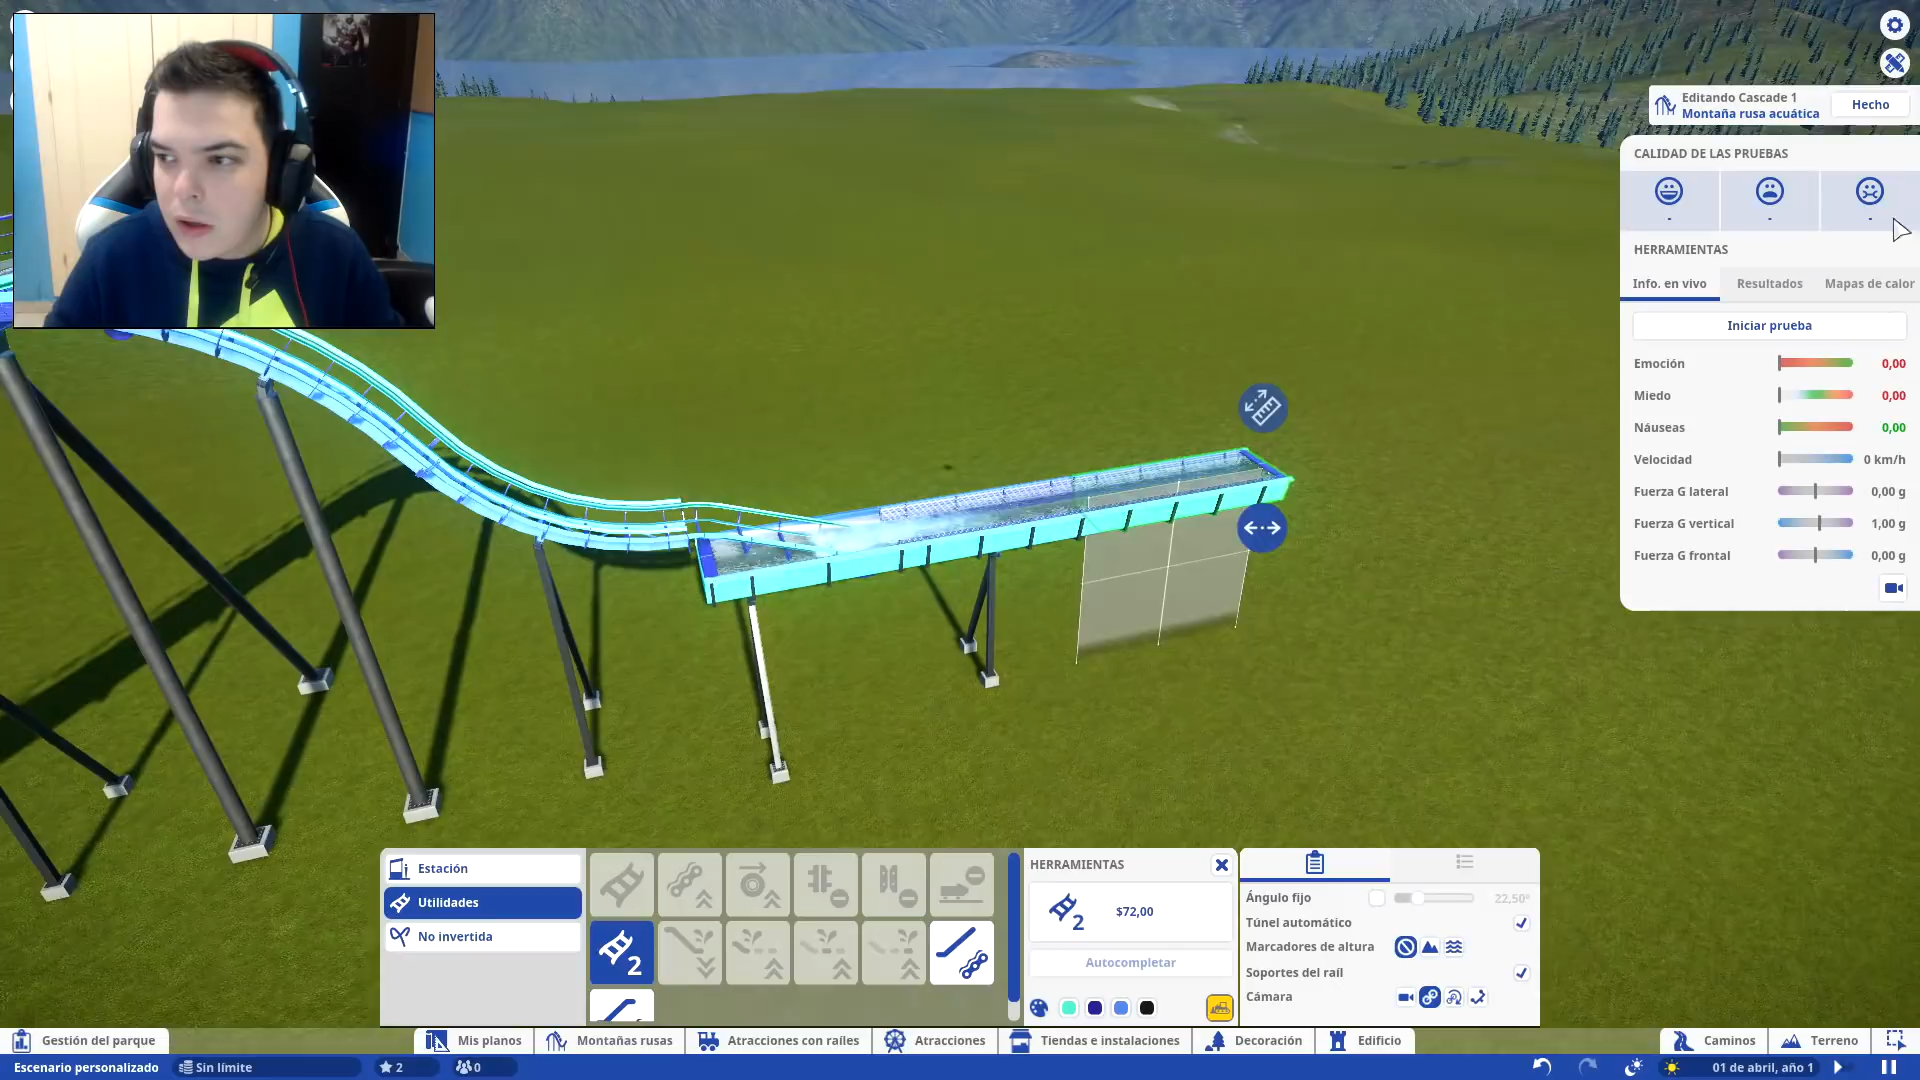 Editando Cascade 1
Montaña rusa acuática
Hecho
CALIDAD DE LAS PRUEBAS
- - -
HERRAMIENTAS
Info. en vivo Resultados Mapas de calor
Iniciar prueba
Emoción 0,00
Miedo 0,00
Náuseas 0,00
Velocidad 0 km/h
Fuerza G lateral 0,00 g
Fuerza G vertical 1,00 g
Fuerza G frontal 0,00 g
Estación
Utilidades
No invertida
2
HERRAMIENTAS
2 $72,00
Autocompletar
Ángulo fijo 22,50°
Túnel automático
Marcadores de altura
Soportes del raíl
Cámara
Gestión del parque
Mis planos
Montañas rusas
Atracciones con raíles
Atracciones
Tiendas e instalaciones
Decoración
Edificio
Caminos
Terreno
Escenario personalizado
Sin límite
2
0
01 de abril, año 1